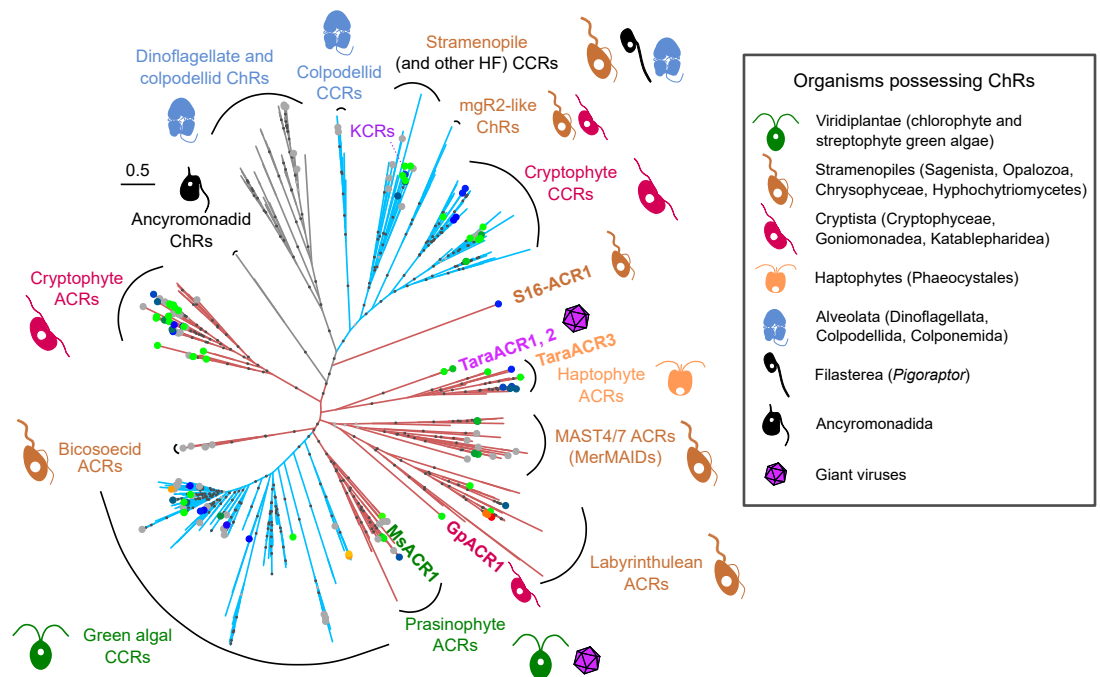 Dinoflagellate and
colpodellid ChRs
Colpodellid
CCRs
Stramenopile
(and other HF) CCRs
mgR2-like
ChRs
KCRs
Cryptophyte
CCRs
0.5
Ancyromonadid
ChRs
Cryptophyte
ACRs
S16-ACR1
TaraACR1, 2
TaraACR3
Haptophyte
ACRs
MAST4/7 ACRs
(MerMAIDs)
Bicosoecid
ACRs
MsACR1
GpACR1
Labyrinthulean
ACRs
Prasinophyte
ACRs
Green algal
CCRs
Organisms possessing ChRs
Viridiplantae (chlorophyte and
streptophyte green algae)
Stramenopiles (Sagenista, Opalozoa,
Chrysophyceae, Hyphochytriomycetes)
Cryptista (Cryptophyceae,
Goniomonadea, Katablepharidea)
Haptophytes (Phaeocystales)
Alveolata (Dinoflagellata,
Colpodellida, Colponemida)
Filasterea (Pigoraptor)
Ancyromonadida
Giant viruses